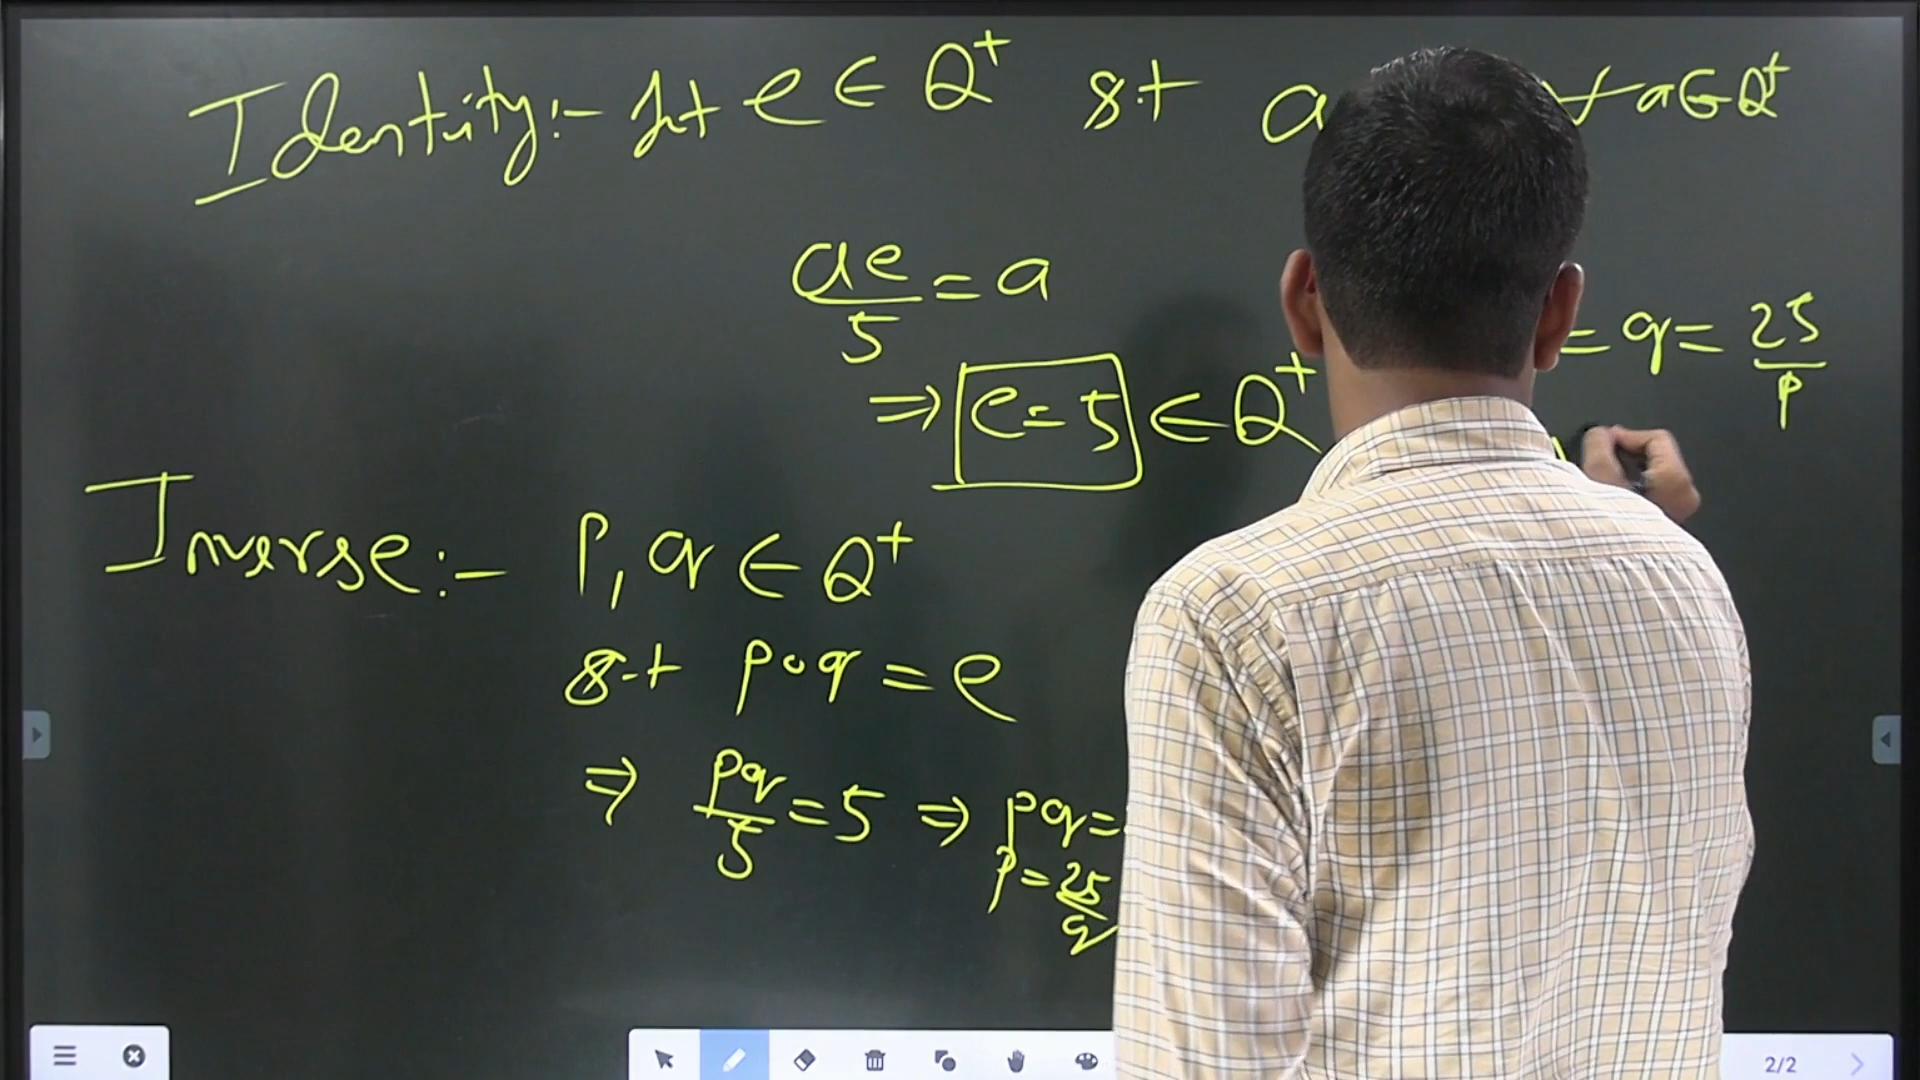 Identity:- let e ∈ Q⁺ s.t a ∀ a ∈ Q⁺
ae/5 = a
= q = 25/p
⇒ e = 5 ∈ Q⁺
Inverse:- p, q ∈ Q⁺
s.t p∘q = e
⇒ pq/5 = 5 ⇒ pq =
p = 25/q
2/2